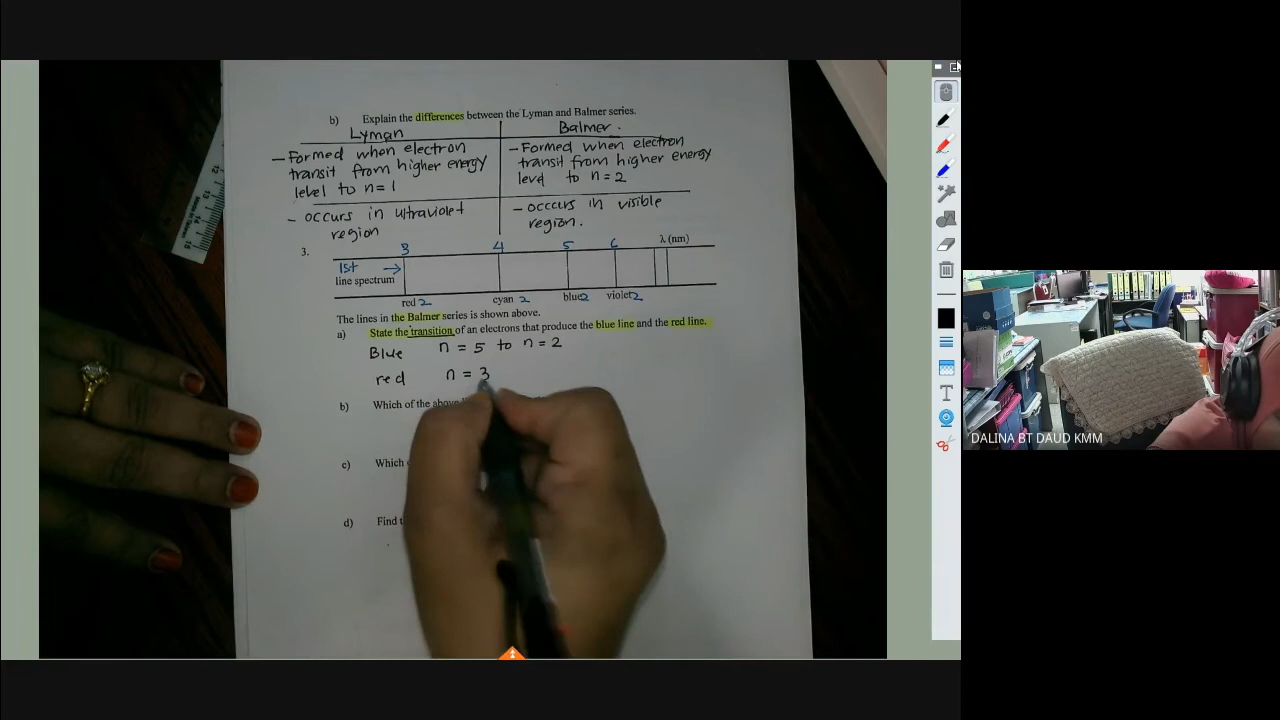 b) Explain the differences between the Lyman and Balmer series.
Lyman Balmer.
- Formed when electron
transit from higher energy
level to n=1
- Formed when electron
transit from higher energy
level to n=2
- occurs in ultraviolet
region
- occurs in visible
region.
3. 3 4 5 6 λ (nm)
1st →
line spectrum
red 2 cyan 2 blue 2 violet 2
The lines in the Balmer series is shown above.
a) State the transition of an electrons that produce the blue line and the red line.
Blue n = 5 to n = 2
red n = 3
b) Which of the above
c) Which
d) Find
DALINA BT DAUD KMM
T